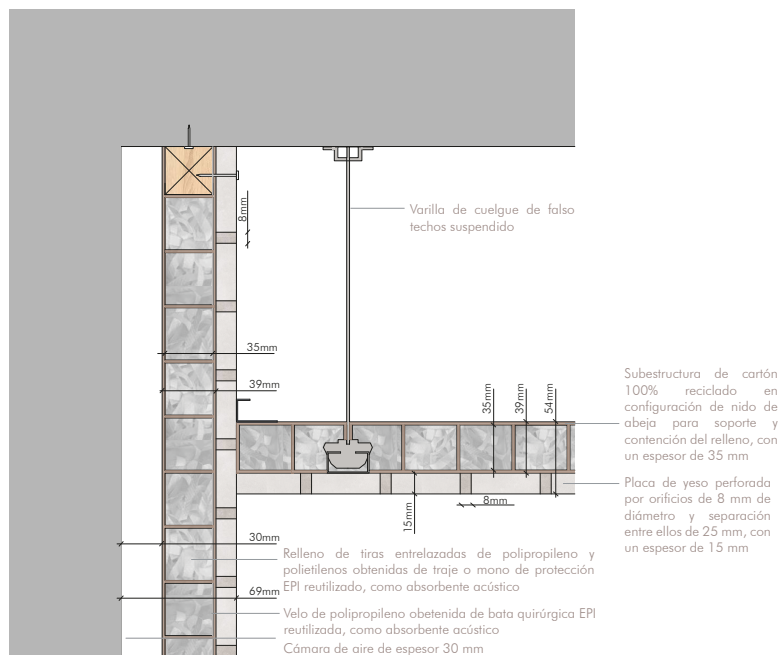 8mm
Varilla de cuelgue de falso
techos suspendido
35mm
39mm
35mm
39mm
54mm
Subestructura de cartón
100% reciclado en
configuración de nido de
abeja para soporte y
contención del relleno, con
un espesor de 35 mm
Placa de yeso perforada
por orificios de 8 mm de
diámetro y separación
entre ellos de 25 mm, con
un espesor de 15 mm
8mm
15mm
30mm
Relleno de tiras entrelazadas de polipropileno y
polietilenos obtenidas de traje o mono de protección
EPI reutilizado, como absorbente acústico
69mm
Velo de polipropileno obetenida de bata quirúrgica EPI
reutilizada, como absorbente acústico
Cámara de aire de espesor 30 mm